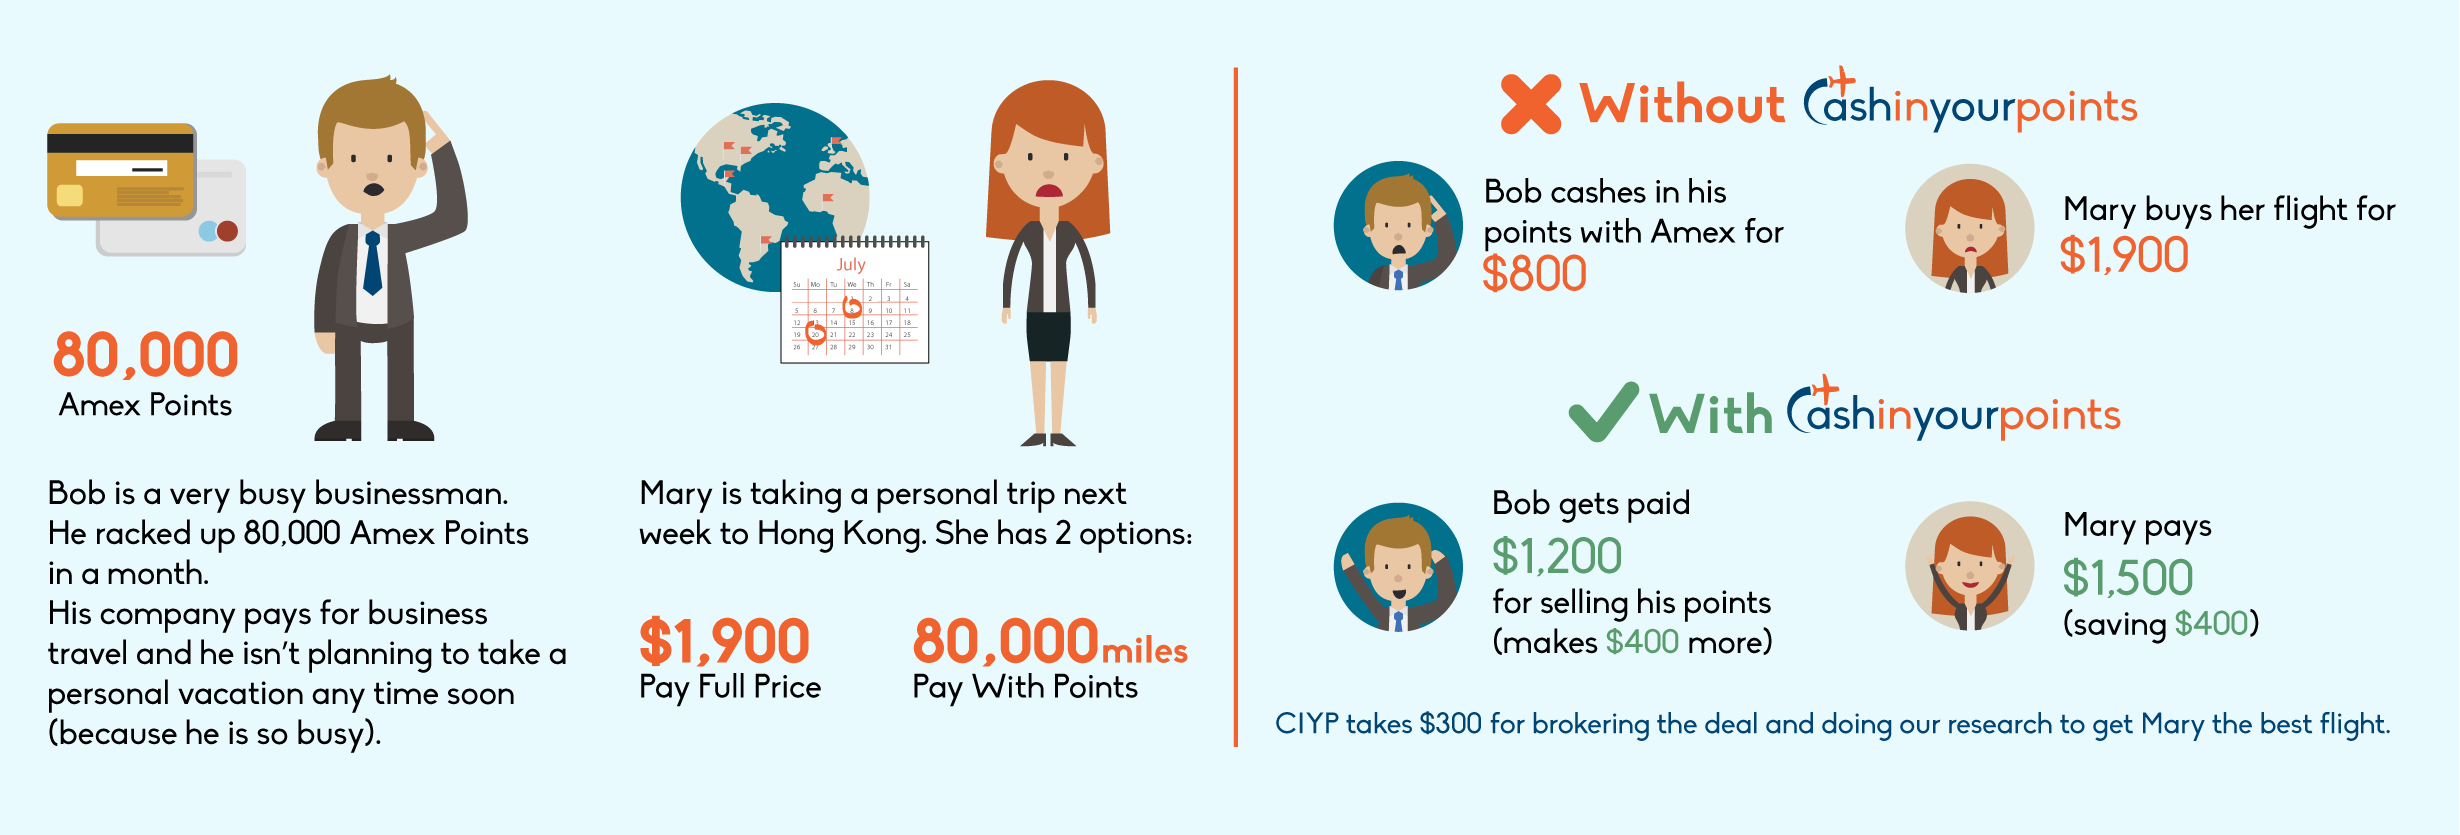 80,000
Amex Points
Bob is a very busy businessman.
He racked up 80,000 Amex Points
in a month.
His company pays for business
travel and he isn't planning to take a
personal vacation any time soon
(because he is so busy).
July
Su Mo Tu We Th Fr Sa
1 2 3 4
5 6 7 8 9 10 11
12 13 14 15 16 17 18
19 20 21 22 23 24 25
26 27 28 29 30 31
Mary is taking a personal trip next
week to Hong Kong. She has 2 options:
$1,900
Pay Full Price
80,000 miles
Pay With Points
Without Cashinyourpoints
Bob cashes in his
points with Amex for
$800
Mary buys her flight for
$1,900
With Cashinyourpoints
Bob gets paid
$1,200
for selling his points
(makes $400 more)
Mary pays
$1,500
(saving $400)
CIYP takes $300 for brokering the deal and doing our research to get Mary the best flight.